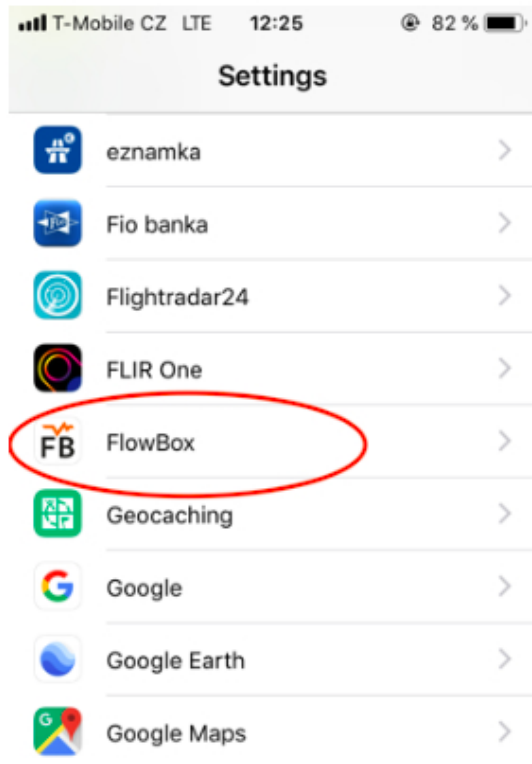 T-Mobile CZ LTE 12:25 82 %
Settings
eznamka
Fio banka
Flightradar24
FLIR One
FB FlowBox
Geocaching
Google
Google Earth
Google Maps